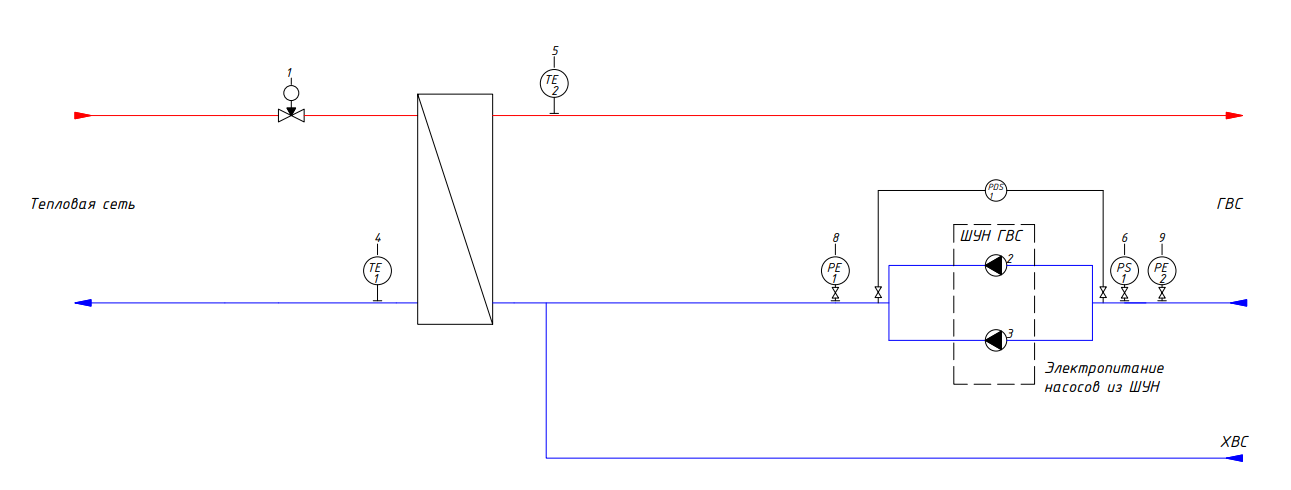 5
1
TE
2
PDS
1
Тепловая сеть
ГВС
4
8
ШУН ГВС
6
9
TE
1
PE
1
2
PS
1
PE
2
3
Электропитание
насосов из ШУН
ХВС